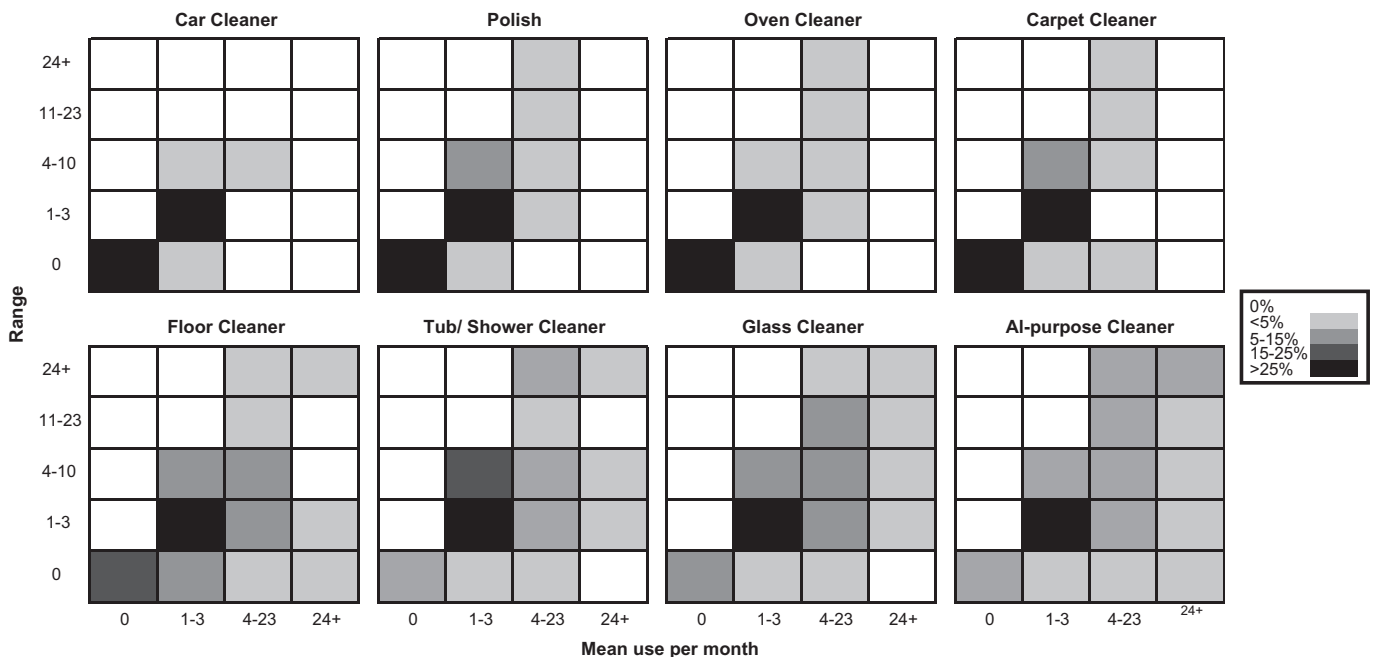 Car Cleaner
Polish
Oven Cleaner
Carpet Cleaner
24+
11-23
4-10
1-3
0
Range
Floor Cleaner
Tub/ Shower Cleaner
Glass Cleaner
Al-purpose Cleaner
24+
11-23
4-10
1-3
0
0 1-3 4-23 24+
0 1-3 4-23 24+
0 1-3 4-23 24+
0 1-3 4-23 24+
Mean use per month
0%
<5%
5-15%
15-25%
>25%